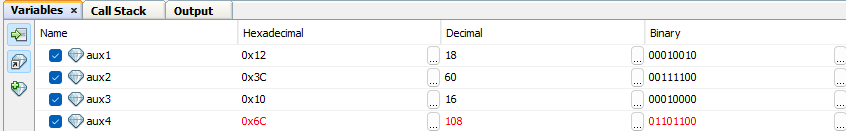 Variables × Call Stack Output
Name Hexadecimal Decimal Binary
aux1 0x12 ... 18 ... 00010010 ...
aux2 0x3C ... 60 ... 00111100 ...
aux3 0x10 ... 16 ... 00010000 ...
aux4 0x6C ... 108 ... 01101100 ...